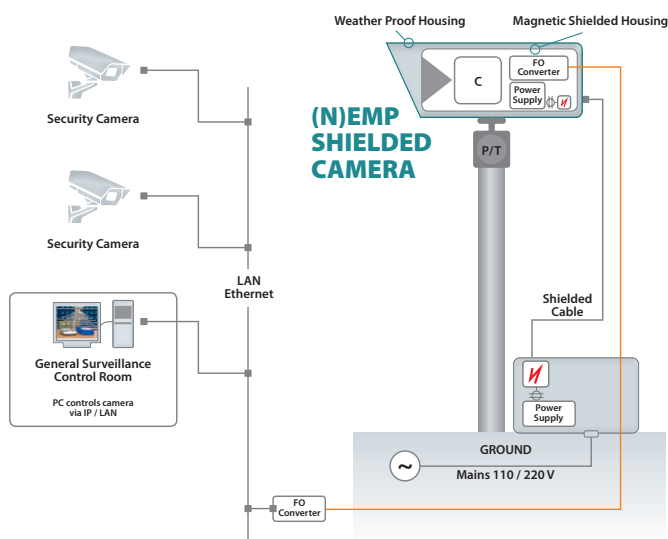 Weather Proof Housing
Magnetic Shielded Housing
FO
Converter
C
Power
Supply
(N)EMP
SHIELDED
CAMERA
P/T
Security Camera
Security Camera
LAN
Ethernet
General Surveillance
Control Room
PC controls camera
via IP / LAN
Shielded
Cable
Power
Supply
GROUND
~
Mains 110 / 220 V
FO
Converter